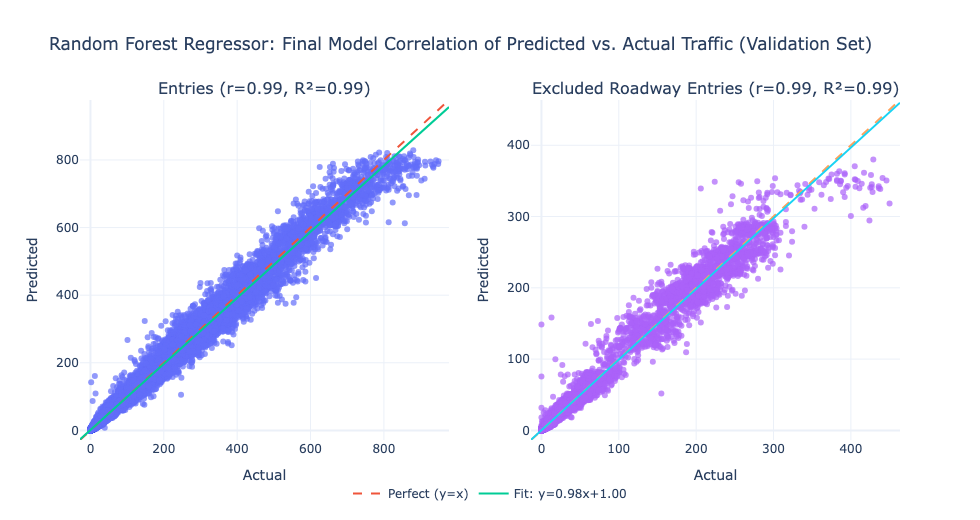 Random Forest Regressor: Final Model Correlation of Predicted vs. Actual Traffic (Validation Set)
Entries (r=0.99, R²=0.99)
800
600
400
200
0
Predicted
0 200 400 600 800
Actual
Excluded Roadway Entries (r=0.99, R²=0.99)
400
300
200
100
0
Predicted
0 100 200 300 400
Actual
Perfect (y=x) Fit: y=0.98x+1.00